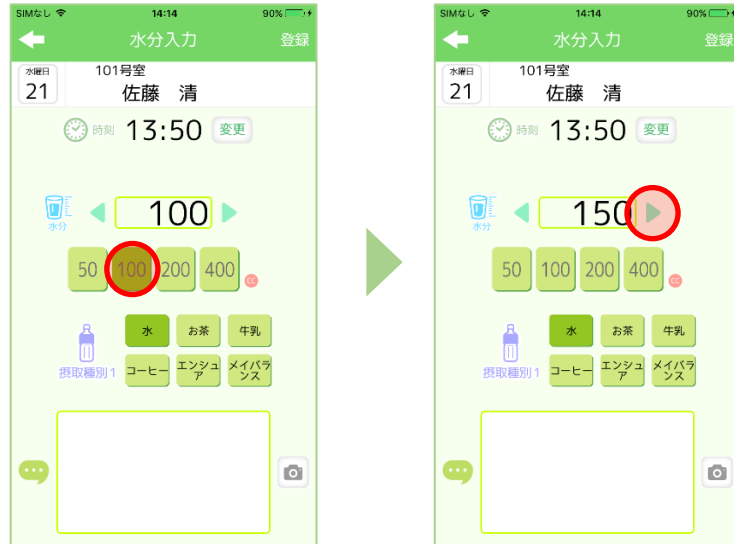 SIMなし 14:14 90%
水分入力 登録
水曜日 101号室
21 佐藤 清
時刻 13:50 変更
100
水分
50 100 200 400 cc
水 お茶 牛乳
摂取種別1 コーヒー エンシュア メイバランス
SIMなし 14:14 90%
水分入力 登録
水曜日 101号室
21 佐藤 清
時刻 13:50 変更
150
水分
50 100 200 400 cc
水 お茶 牛乳
摂取種別1 コーヒー エンシュア メイバランス